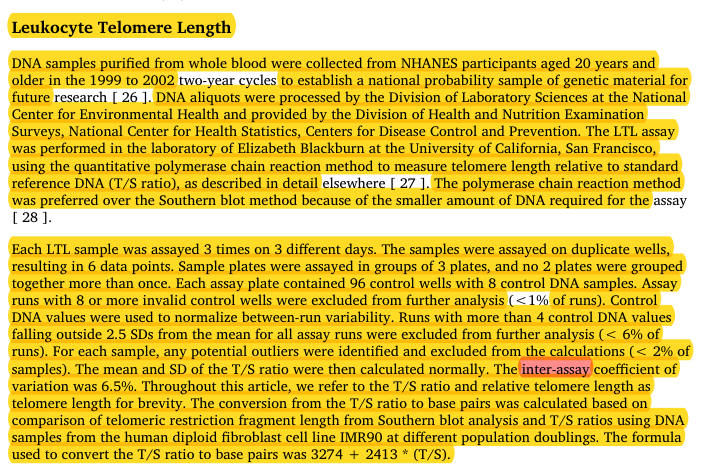 Leukocyte Telomere Length
DNA samples purified from whole blood were collected from NHANES participants aged 20 years and
older in the 1999 to 2002 two-year cycles to establish a national probability sample of genetic material for
future research [ 26 ]. DNA aliquots were processed by the Division of Laboratory Sciences at the National
Center for Environmental Health and provided by the Division of Health and Nutrition Examination
Surveys, National Center for Health Statistics, Centers for Disease Control and Prevention. The LTL assay
was performed in the laboratory of Elizabeth Blackburn at the University of California, San Francisco,
using the quantitative polymerase chain reaction method to measure telomere length relative to standard
reference DNA (T/S ratio), as described in detail elsewhere [ 27 ]. The polymerase chain reaction method
was preferred over the Southern blot method because of the smaller amount of DNA required for the assay
[ 28 ].
Each LTL sample was assayed 3 times on 3 different days. The samples were assayed on duplicate wells,
resulting in 6 data points. Sample plates were assayed in groups of 3 plates, and no 2 plates were grouped
together more than once. Each assay plate contained 96 control wells with 8 control DNA samples. Assay
runs with 8 or more invalid control wells were excluded from further analysis (<1% of runs). Control
DNA values were used to normalize between-run variability. Runs with more than 4 control DNA values
falling outside 2.5 SDs from the mean for all assay runs were excluded from further analysis (< 6% of
runs). For each sample, any potential outliers were identified and excluded from the calculations (< 2% of
samples). The mean and SD of the T/S ratio were then calculated normally. The inter-assay coefficient of
variation was 6.5%. Throughout this article, we refer to the T/S ratio and relative telomere length as
telomere length for brevity. The conversion from the T/S ratio to base pairs was calculated based on
comparison of telomeric restriction fragment length from Southern blot analysis and T/S ratios using DNA
samples from the human diploid fibroblast cell line IMR90 at different population doublings. The formula
used to convert the T/S ratio to base pairs was 3274 + 2413 * (T/S).